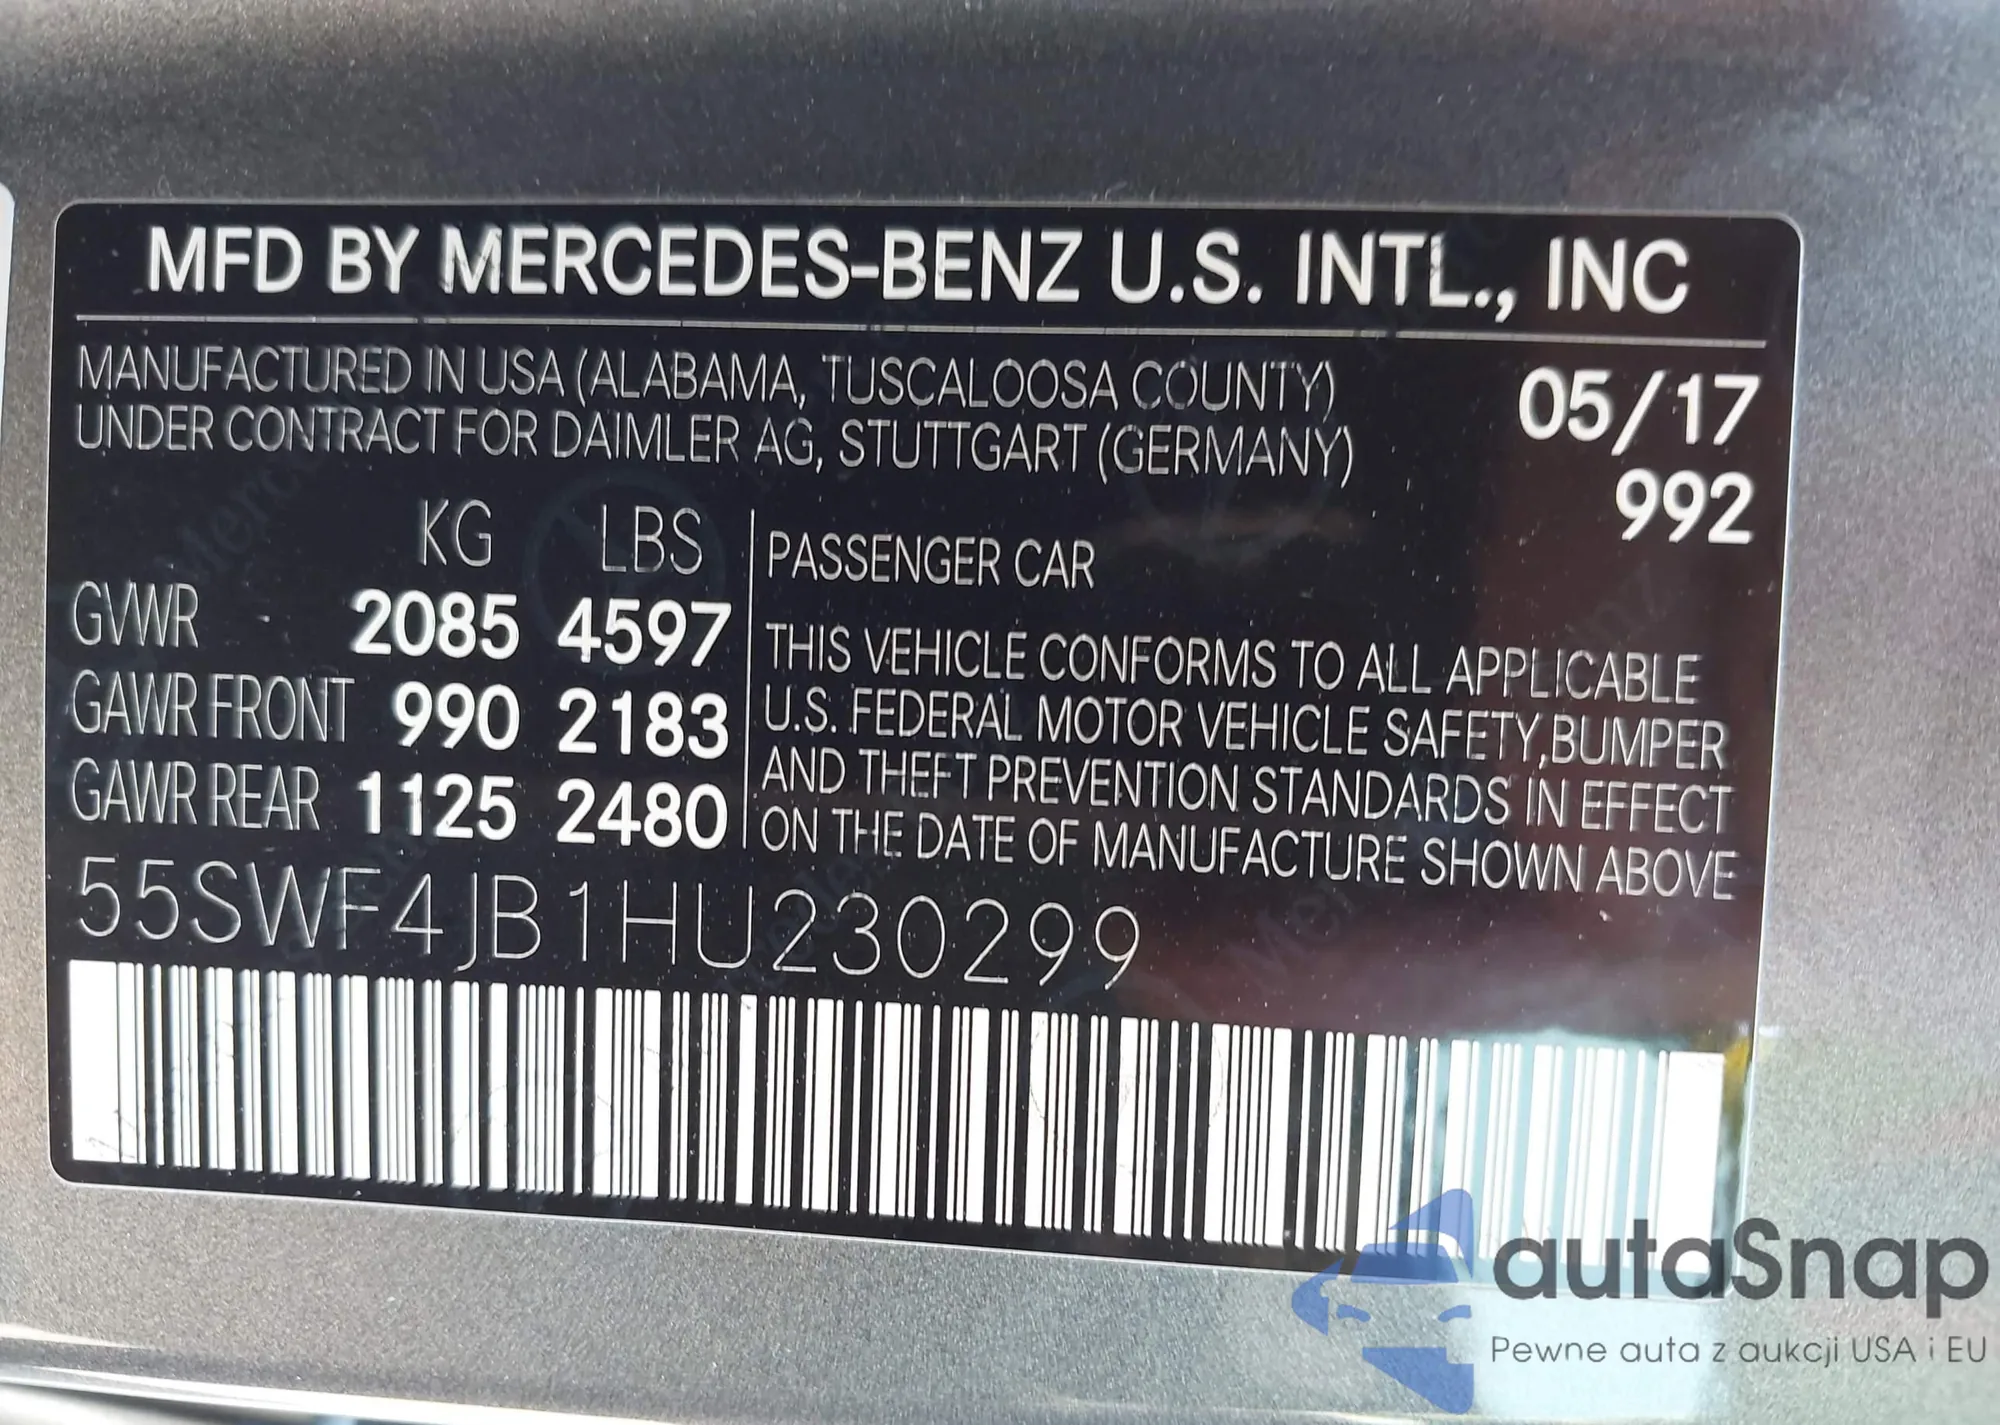 MFD BY MERCEDES-BENZ U.S. INTL., INC
MANUFACTURED IN USA (ALABAMA, TUSCALOOSA COUNTY)
UNDER CONTRACT FOR DAIMLER AG, STUTTGART (GERMANY)
05/17
992
KG LBS
GVWR 2085 4597
GAWR FRONT 990 2183
GAWR REAR 1125 2480
PASSENGER CAR
THIS VEHICLE CONFORMS TO ALL APPLICABLE
U.S. FEDERAL MOTOR VEHICLE SAFETY, BUMPER
AND THEFT PREVENTION STANDARDS IN EFFECT
ON THE DATE OF MANUFACTURE SHOWN ABOVE
55SWF4JB1HU230299
autaSnap
Pewne auta z aukcji USA i EU